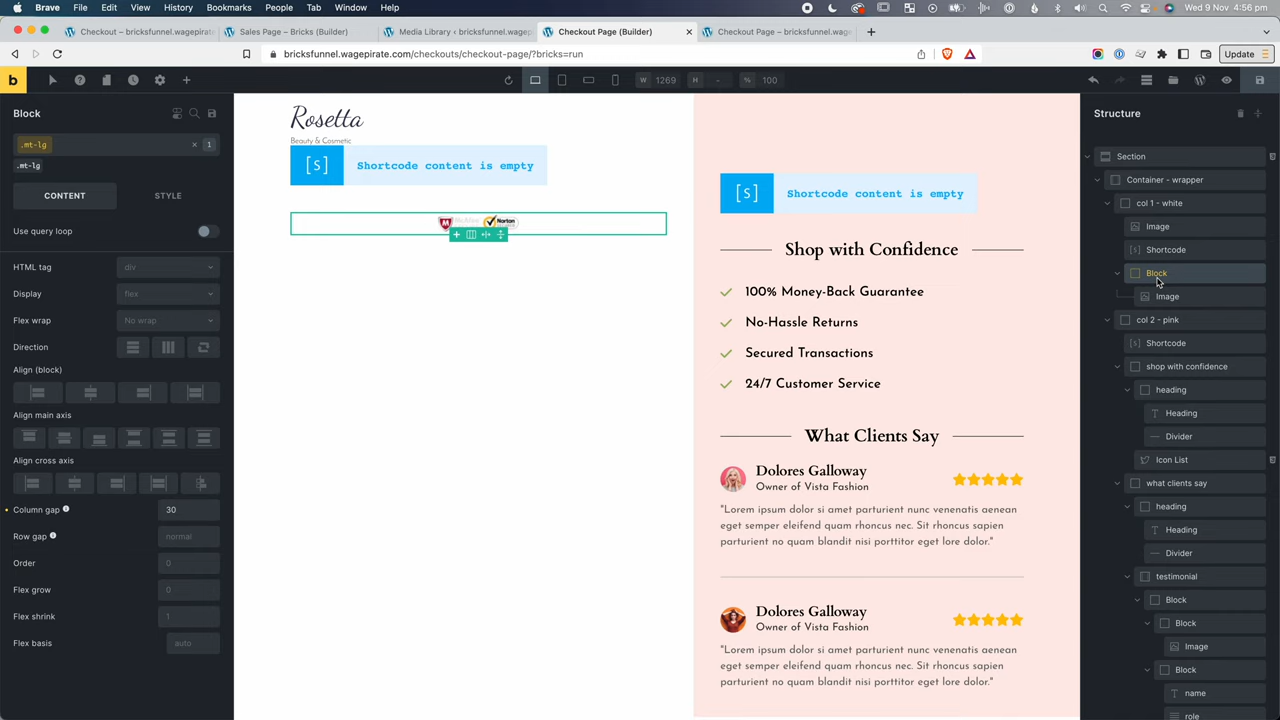 Brave File Edit View History Bookmarks People Tab Window Help
Wed 9 Nov 4:56 pm
Checkout – bricksfunnel.wagepirate
Sales Page – Bricks (Builder)
Media Library ‹ bricksfunnel.wagep
Checkout Page (Builder)
Checkout Page – bricksfunnel.wage
bricksfunnel.wagepirate.com/checkouts/checkout-page/?bricks=run
Update
b
W 1269 H - % 100
Block
.mt-lg × 1
.mt-lg
CONTENT STYLE
Use query loop
HTML tag div
Display flex
Flex wrap No wrap
Direction
Align (block)
Align main axis
Align cross axis
Column gap 30
Row gap normal
Order 0
Flex grow 0
Flex shrink 1
Flex basis auto
Rosetta
Beauty & Cosmetic
[S] Shortcode content is empty
McAfee Norton
[S] Shortcode content is empty
Shop with Confidence
100% Money-Back Guarantee
No-Hassle Returns
Secured Transactions
24/7 Customer Service
What Clients Say
Dolores Galloway
Owner of Vista Fashion
"Lorem ipsum dolor si amet parturient nunc venenatis aenean
eget semper eleifend quam rhoncus nec. Sit rhoncus sapien
parturient no quam blandit nisi porttitor eget lore dolor."
Dolores Galloway
Owner of Vista Fashion
"Lorem ipsum dolor si amet parturient nunc venenatis aenean
eget semper eleifend quam rhoncus nec. Sit rhoncus sapien
parturient no quam blandit nisi porttitor eget lore dolor."
Structure
Section
Container - wrapper
col 1 - white
Image
Shortcode
Block
Image
col 2 - pink
Shortcode
shop with confidence
heading
Heading
Divider
Icon List
what clients say
heading
Heading
Divider
testimonial
Block
Block
Image
Block
name
role